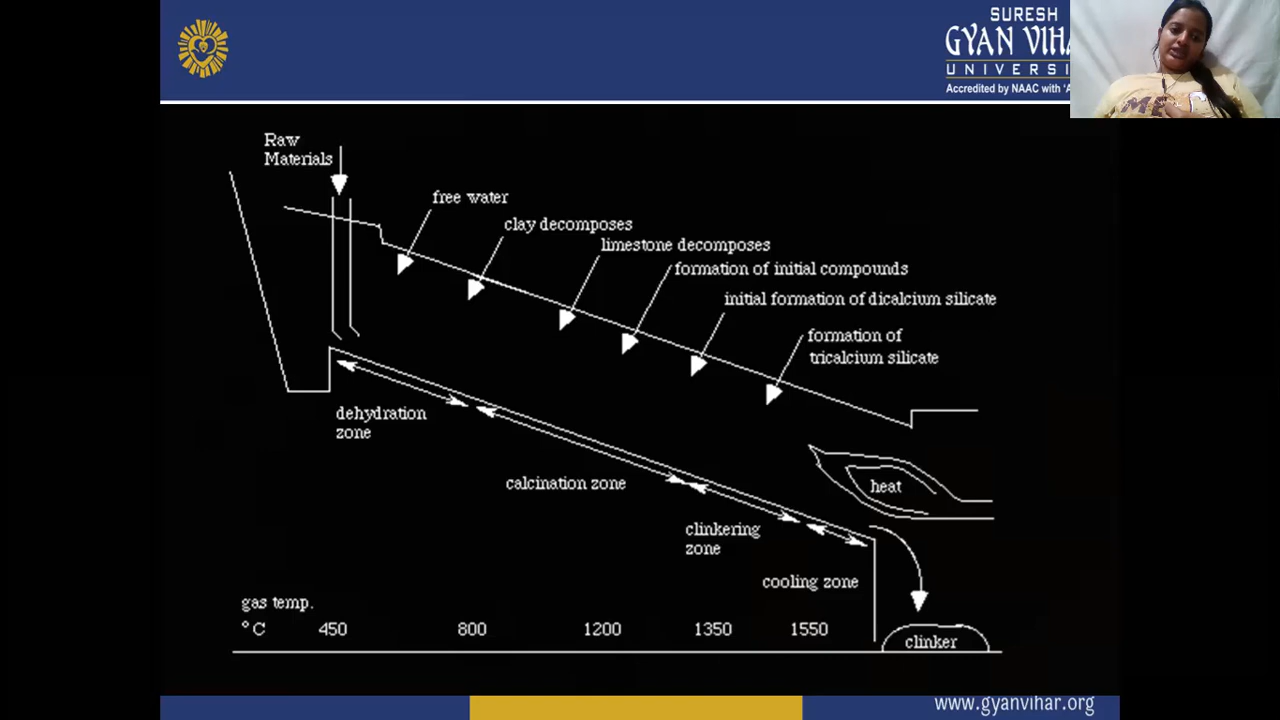 SURESH
GYAN VIHA
UNIVERSI
Accredited by NAAC with 'A
Raw
Materials
free water
clay decomposes
limestone decomposes
formation of initial compounds
initial formation of dicalcium silicate
formation of
tricalcium silicate
dehydration
zone
calcination zone
heat
clinkering
zone
cooling zone
gas temp.
°C 450 800 1200 1350 1550
clinker
www.gyanvihar.org